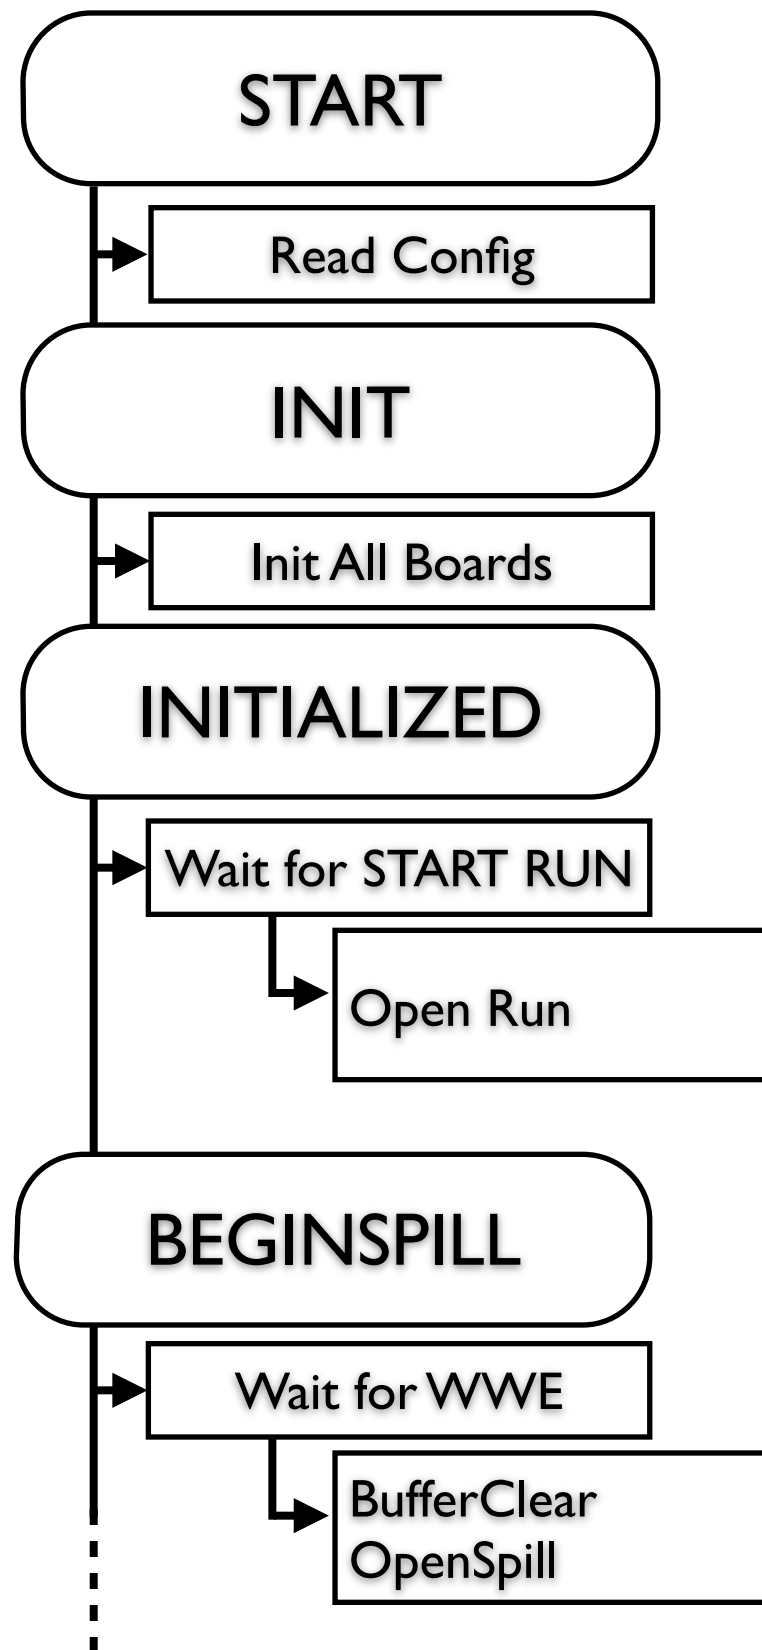 START
Read Config
INIT
Init All Boards
INITIALIZED
Wait for START RUN
Open Run
BEGINSPILL
Wait for WWE
BufferClear
OpenSpill